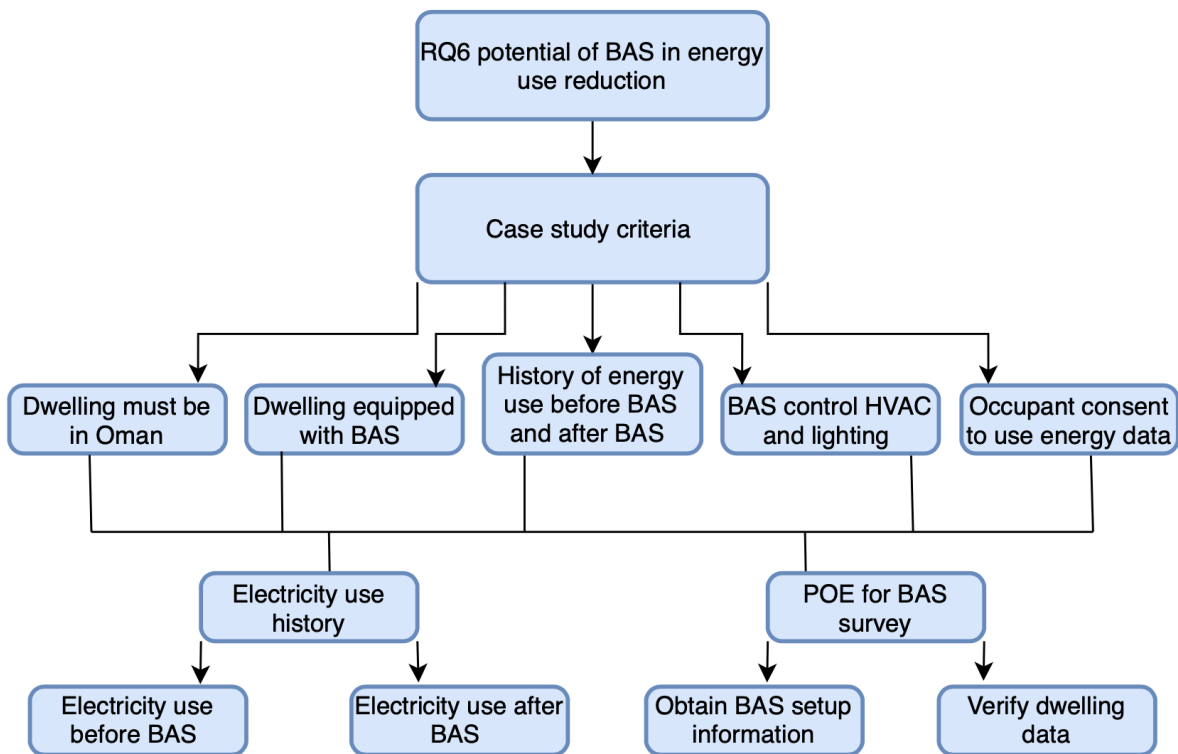 RQ6 potential of BAS in energy
use reduction
Case study criteria
Dwelling must be
in Oman
Dwelling equipped
with BAS
History of energy
use before BAS
and after BAS
BAS control HVAC
and lighting
Occupant consent
to use energy data
Electricity use
history
POE for BAS
survey
Electricity use
before BAS
Electricity use after
BAS
Obtain BAS setup
information
Verify dwelling
data